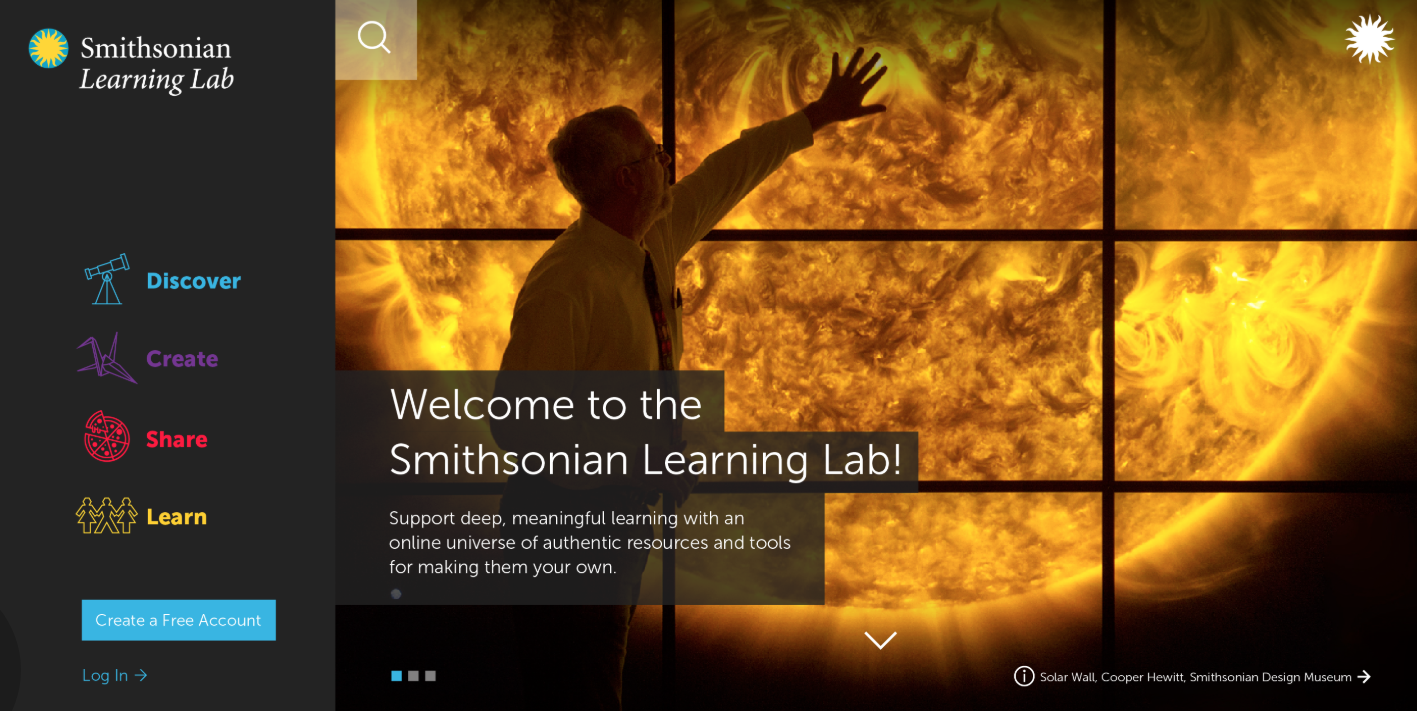 Smithsonian
Learning Lab
Discover
Create
Share
Learn
Create a Free Account
Log In →
Welcome to the
Smithsonian Learning Lab!
Support deep, meaningful learning with an
online universe of authentic resources and tools
for making them your own.
Solar Wall, Cooper Hewitt, Smithsonian Design Museum →